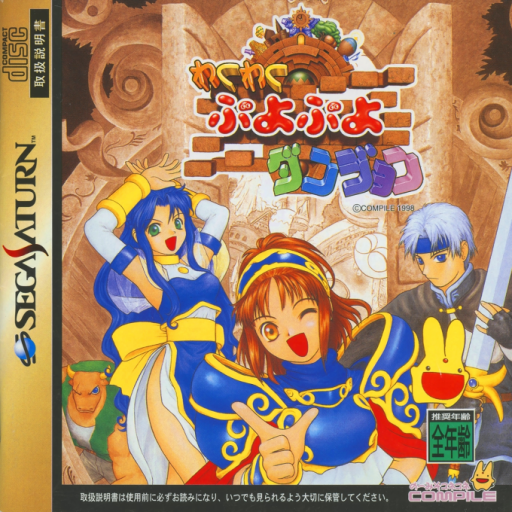 COMPACT
disc
取扱説明書
わくわく
ぷよぷよ
ダンジョン
©COMPILE 1998
SEGA SATURN™
推奨年齢
全年齢
取扱説明書は使用前に必ずお読みになり、いつでも見られるよう大切に保管してください。
COMPILE